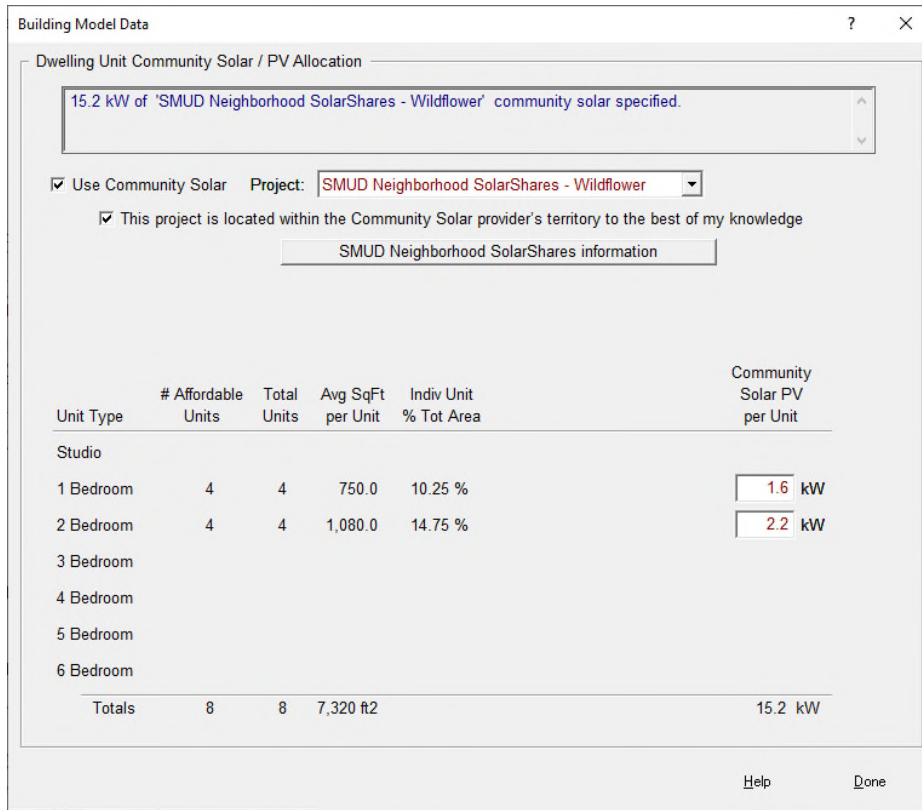 Building Model Data ? ×
Dwelling Unit Community Solar / PV Allocation
15.2 kW of 'SMUD Neighborhood SolarShares - Wildflower' community solar specified.
Use Community Solar Project: SMUD Neighborhood SolarShares - Wildflower
This project is located within the Community Solar provider's territory to the best of my knowledge
SMUD Neighborhood SolarShares information
Community
# Affordable Total Avg SqFt Indiv Unit Solar PV
Unit Type Units Units per Unit % Tot Area per Unit
Studio
1 Bedroom 4 4 750.0 10.25 % 1.6 kW
2 Bedroom 4 4 1,080.0 14.75 % 2.2 kW
3 Bedroom
4 Bedroom
5 Bedroom
6 Bedroom
Totals 8 8 7,320 ft2 15.2 kW
Help Done